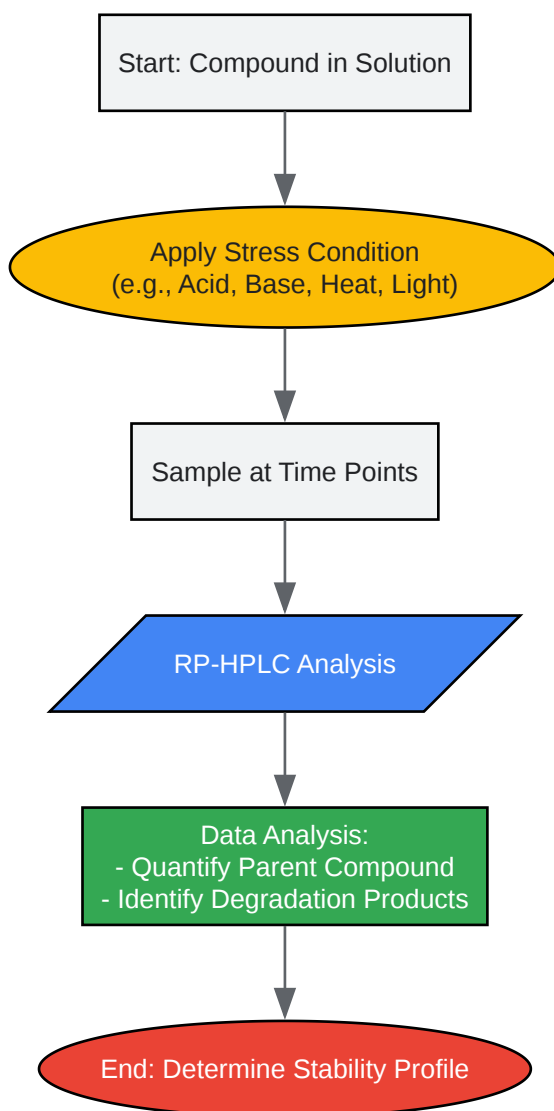 Start: Compound in Solution
Apply Stress Condition
(e.g., Acid, Base, Heat, Light)
Sample at Time Points
RP-HPLC Analysis
Data Analysis:
- Quantify Parent Compound
- Identify Degradation Products
End: Determine Stability Profile